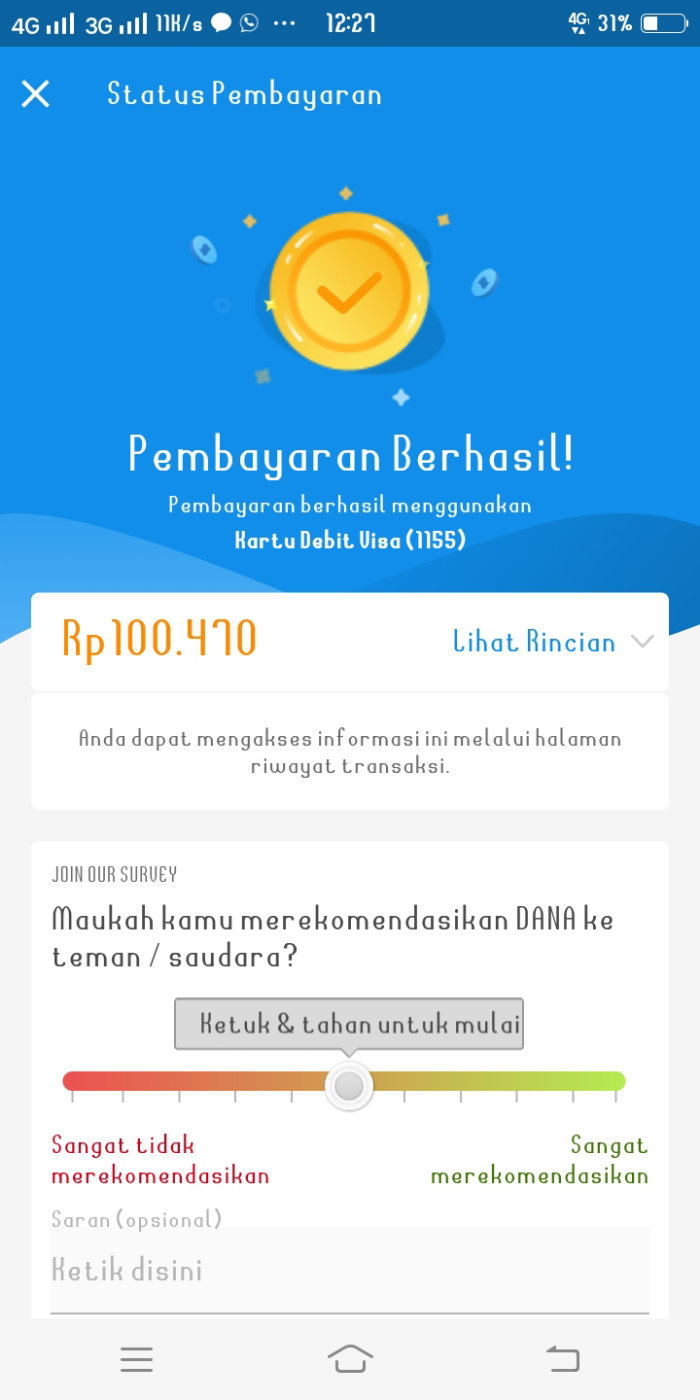 4G 3G 11K/s 12:27 4G 31%
Status Pembayaran
Pembayaran Berhasil!
Pembayaran berhasil menggunakan
Kartu Debit Visa (1155)
Rp100.470
Lihat Rincian
Anda dapat mengakses informasi ini melalui halaman
riwayat transaksi.
JOIN OUR SURVEY
Maukah kamu merekomendasikan DANA ke
teman / saudara?
Ketuk & tahan untuk mulai
Sangat tidak
merekomendasikan
Sangat
merekomendasikan
Saran (opsional)
Ketik disini